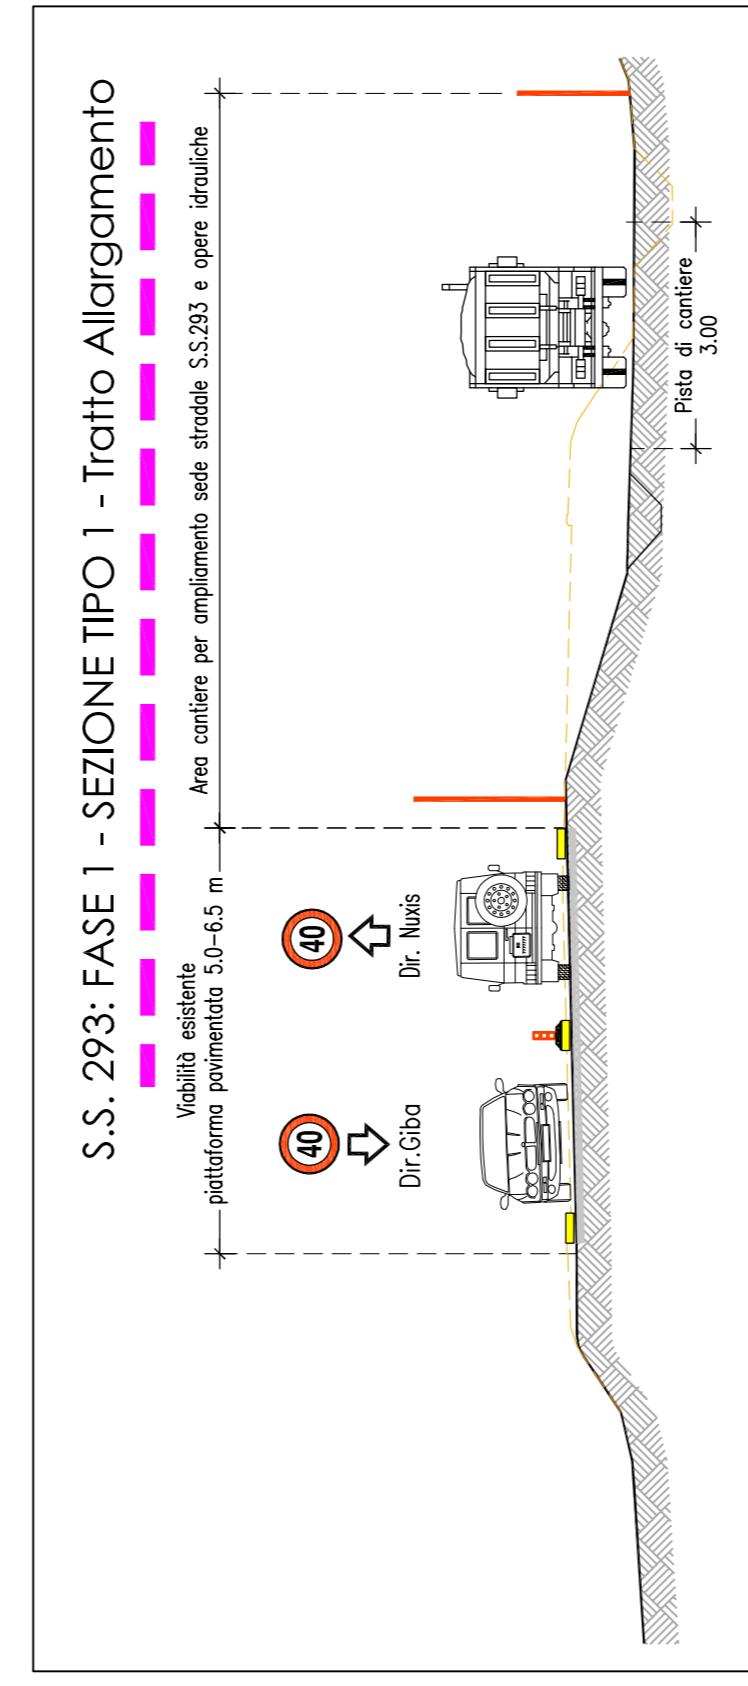 S.S. 293: FASE 1 - SEZIONE TIPO 1 - Tratto Allargamento
Viabilità esistente
piattaforma pavimentata 5.0-6.5 m
Area cantiere per ampliamento sede stradale S.S.293 e opere idrauliche
40
40
Dir.Giba
Dir. Nuxis
Pista di cantiere
3.00